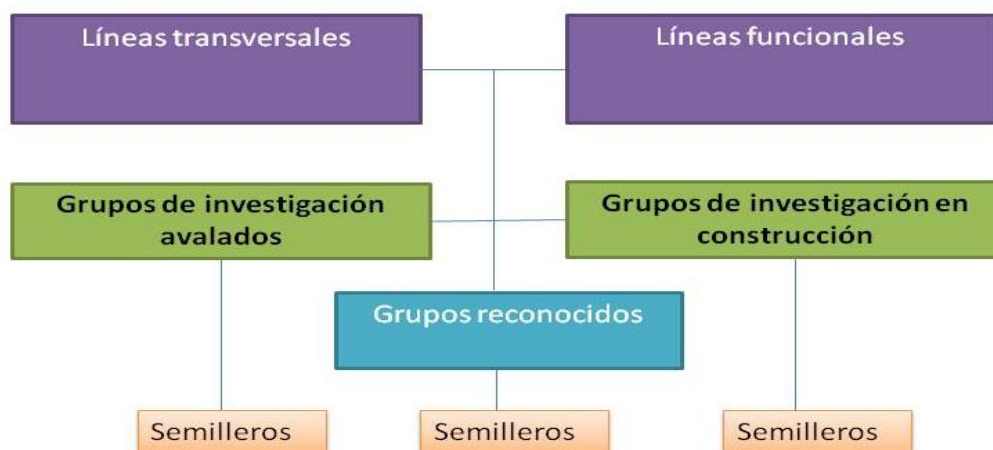 Líneas transversales
Líneas funcionales
Grupos de investigación
avalados
Grupos de investigación en
construcción
Grupos reconocidos
Semilleros
Semilleros
Semilleros